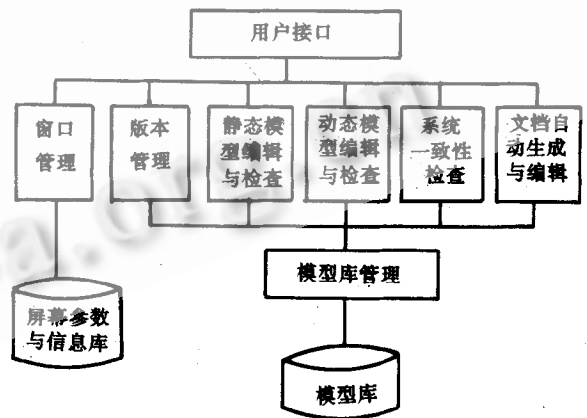 用户接口
窗口
管理
版本
管理
静态模
型编辑
与检查
动态模
型编辑
与检查
系统
一致性
检查
文档自
动生成
与编辑
模型库管理
屏幕参数
与信息库
模型库